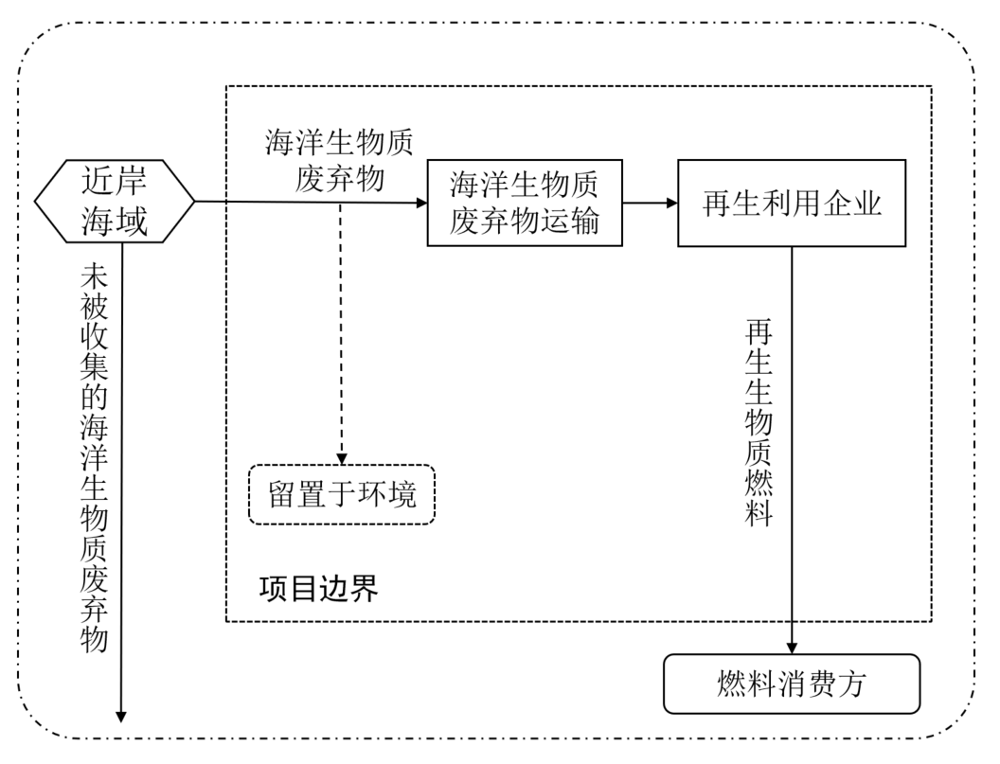 海洋生物质
废弃物
近岸
海域
海洋生物质
废弃物运输
再生利用企业
未被收集的海洋生物质废弃物
再生生物质燃料
留置于环境
项目边界
燃料消费方